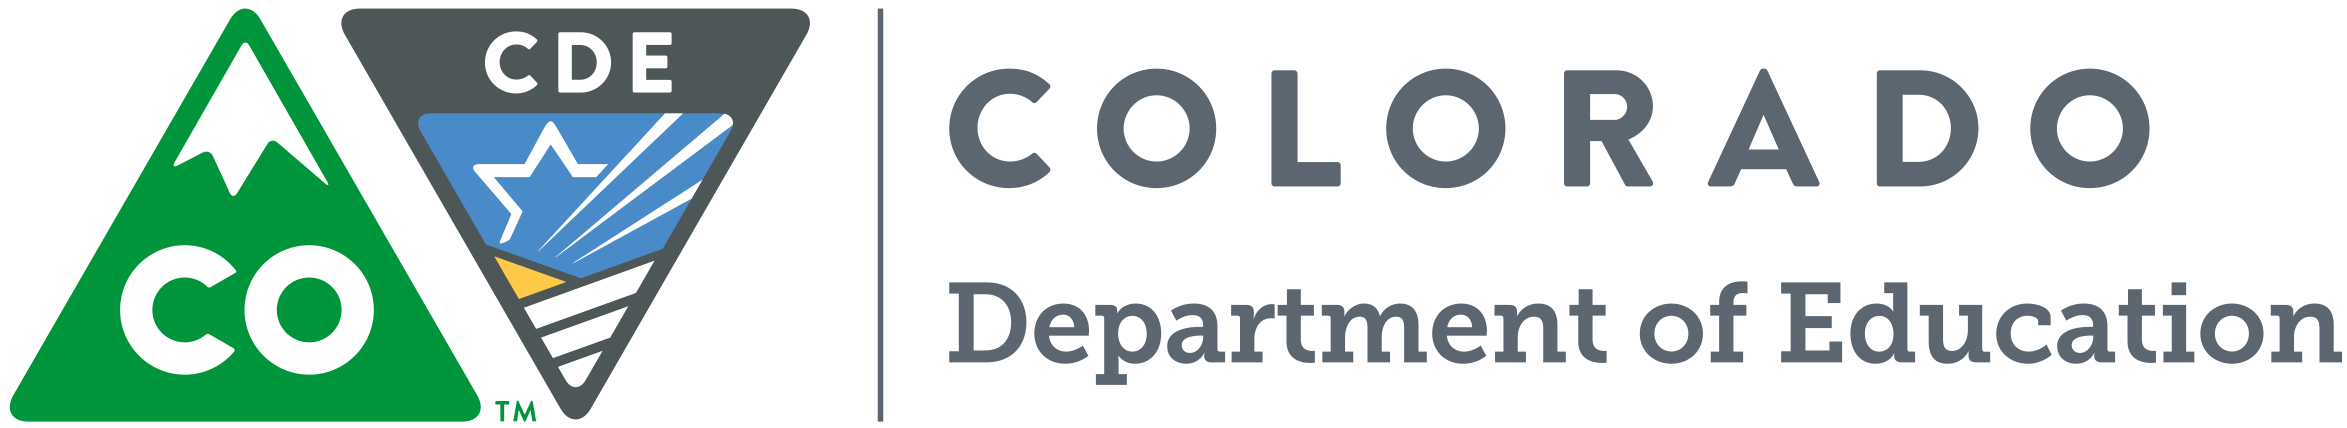 CO
TM
CDE
COLORADO
Department of Education